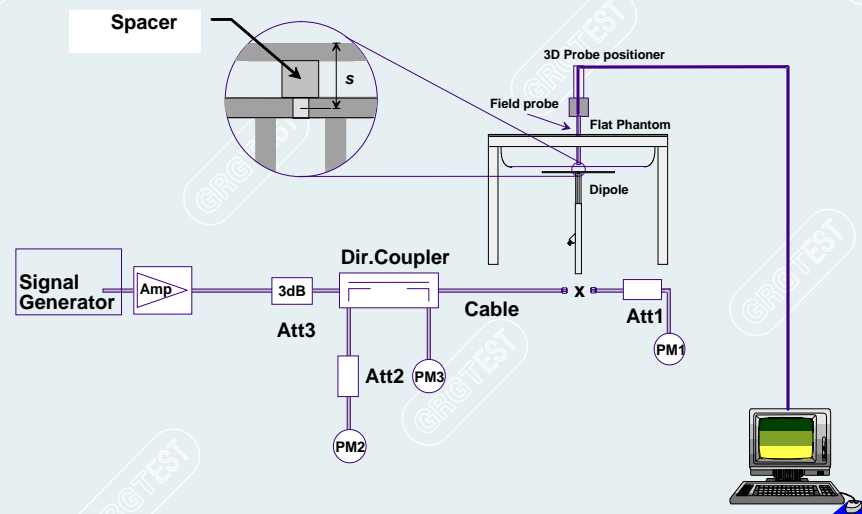 Spacer
s
3D Probe positioner
Field probe
Flat Phantom
Dipole
Signal
Generator
Amp
3dB
Att3
Dir.Coupler
Cable
x
Att1
PM1
Att2
PM3
PM2
GRGTEST
GRGTEST
GRGTEST
GRGTEST
GRGTEST
GRGTEST